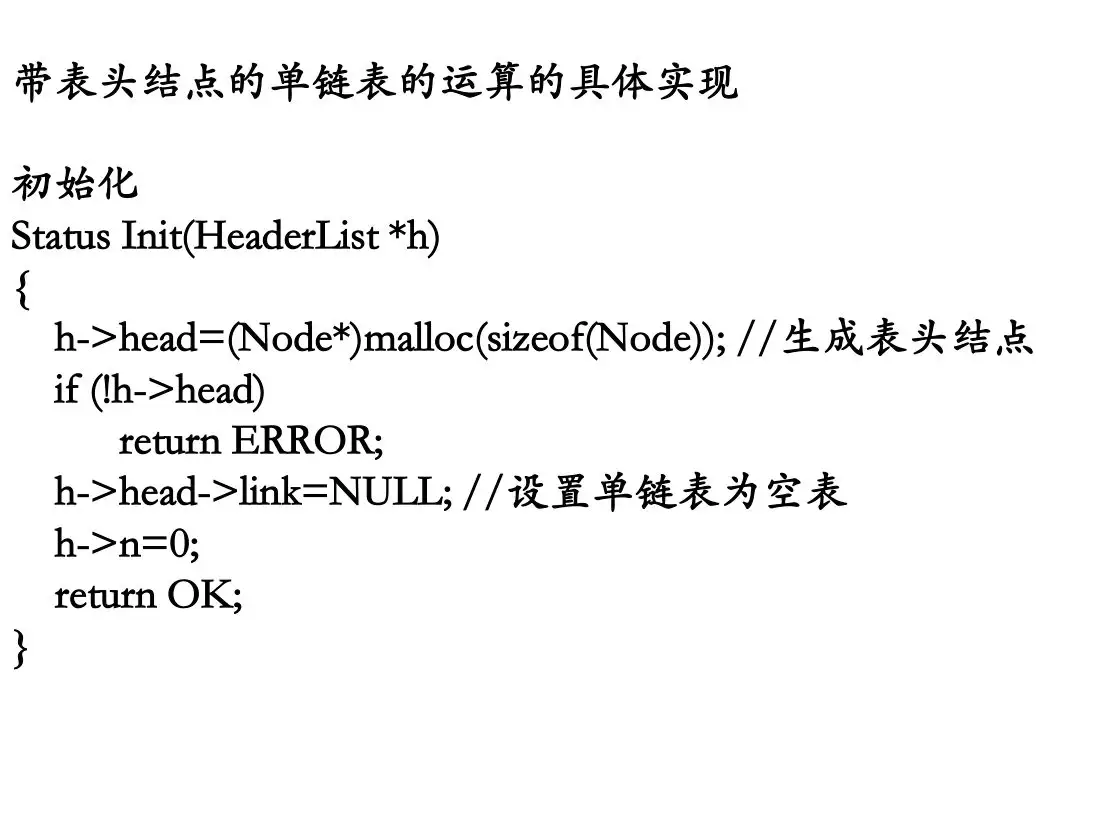 带表头结点的单链表的运算的具体实现
初始化
Status Init(HeaderList *h)
{
h->head=(Node*)malloc(sizeof(Node)); //生成表头结点
if (!h->head)
return ERROR;
h->head->link=NULL; //设置单链表为空表
h->n=0;
return OK;
}